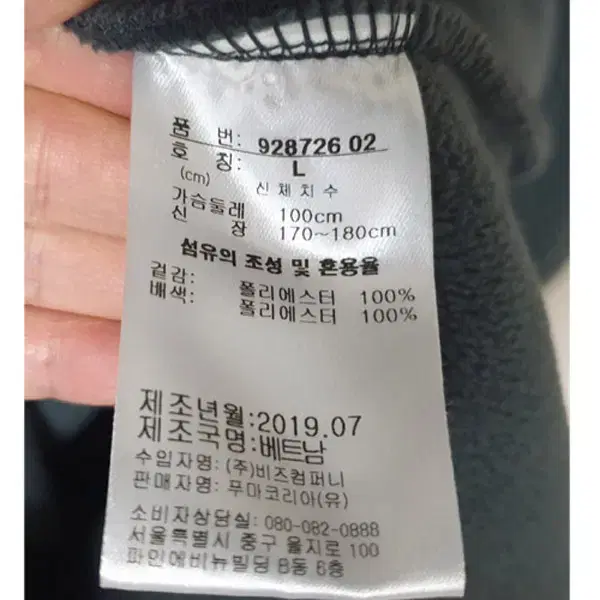 품 번: 928726 02
호 칭: L
(cm) 신체치수
가슴둘레 100cm
신 장 170~180cm
섬유의 조성 및 혼용율
겉감: 폴리에스터 100%
배색: 폴리에스터 100%
제조년월:2019.07
제조국명:베트남
수입자명: (주)비즈컴퍼니
판매자명: 푸마코리아(유)
소비자상담실: 080-082-0888
서울특별시 중구 을지로 100
파인에비뉴빌딩 B동 6층